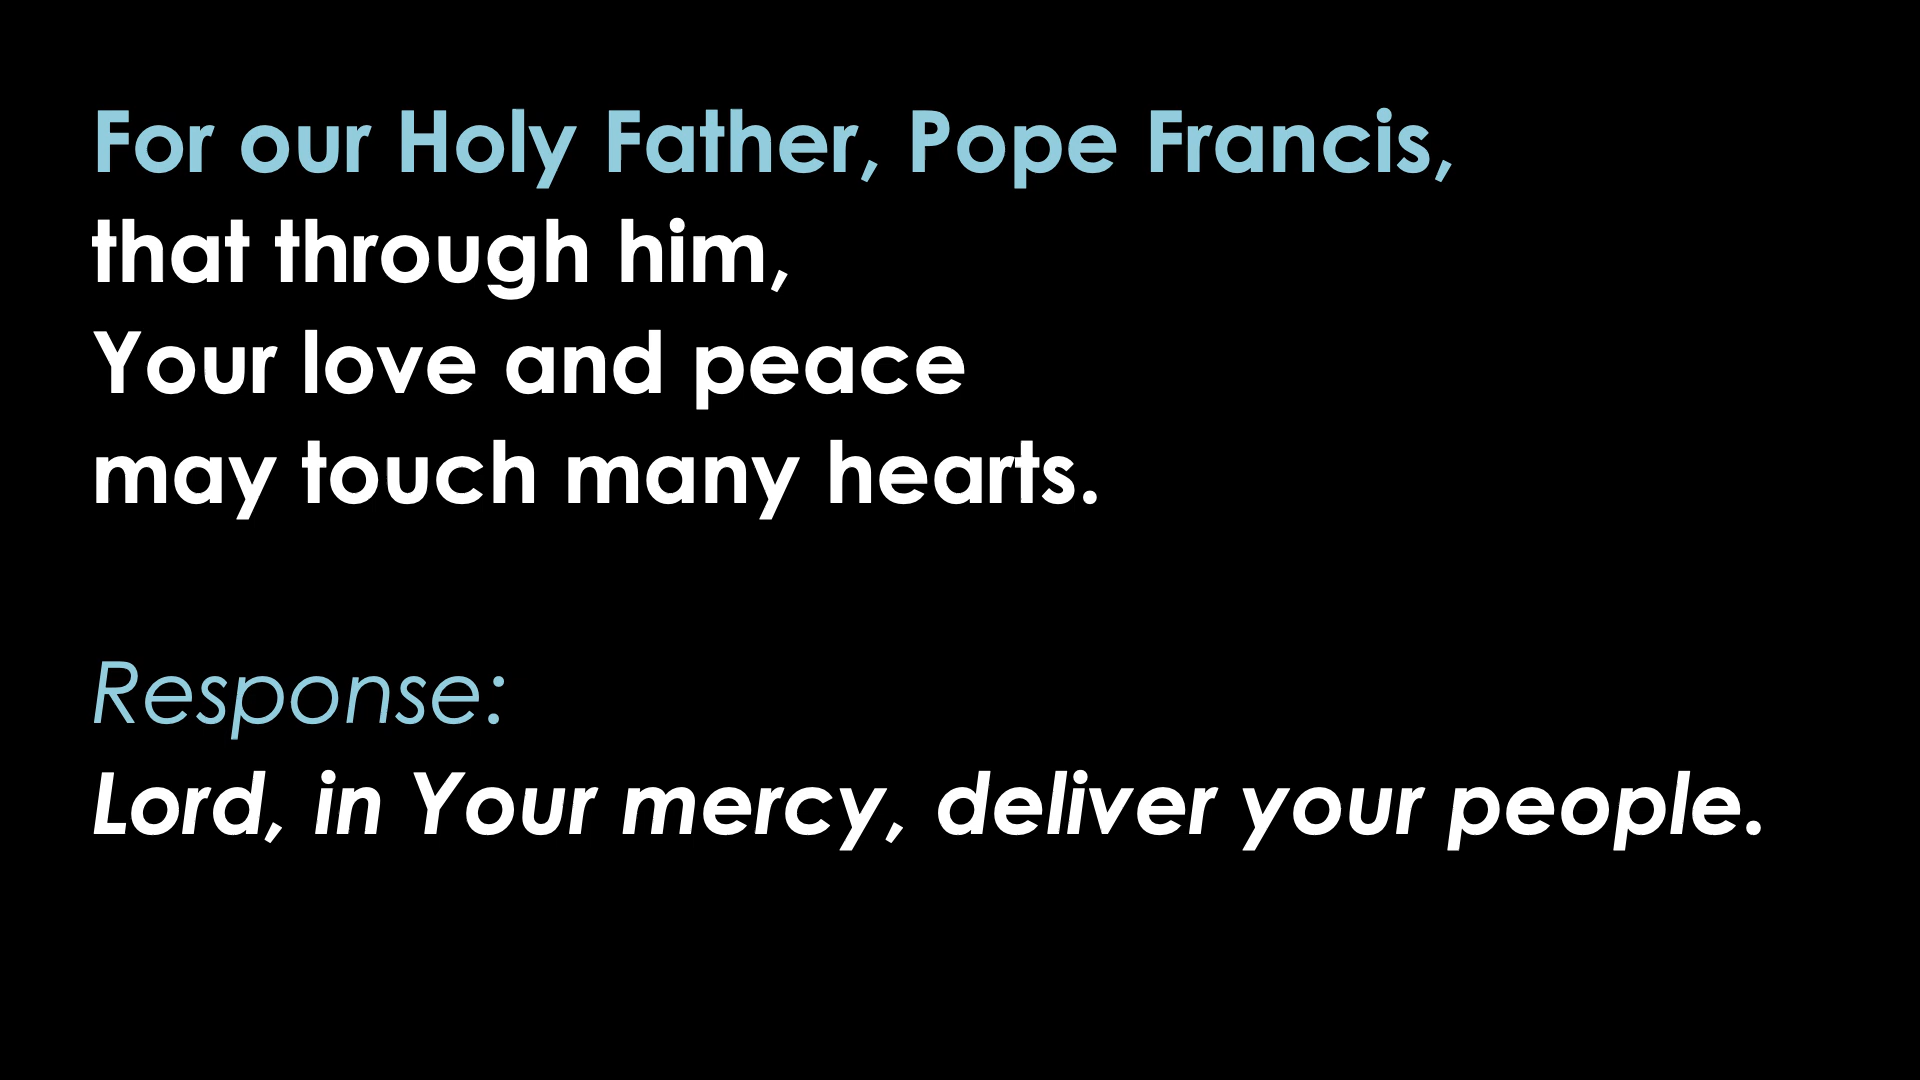 For our Holy Father, Pope Francis,
that through him,
Your love and peace
may touch many hearts.
Response:
Lord, in Your mercy, deliver your people.